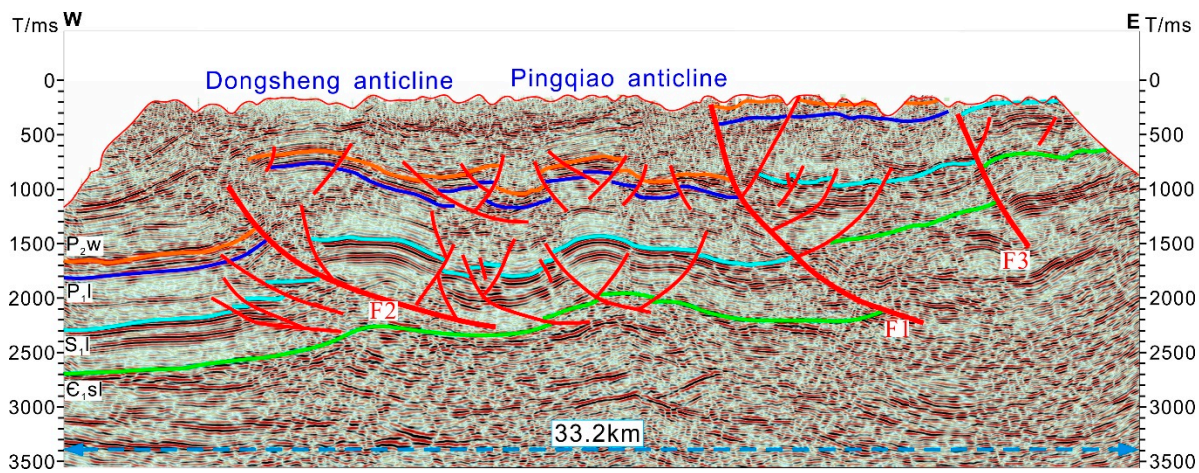 T/ms W E T/ms
Dongsheng anticline Pingqiao anticline
0 0
500 500
1000 1000
1500 1500
P₂w
P₁l
2000 2000
F3
F2
F1
S₁l
2500 2500
Є₁sl
3000 3000
33.2km
3500 3500